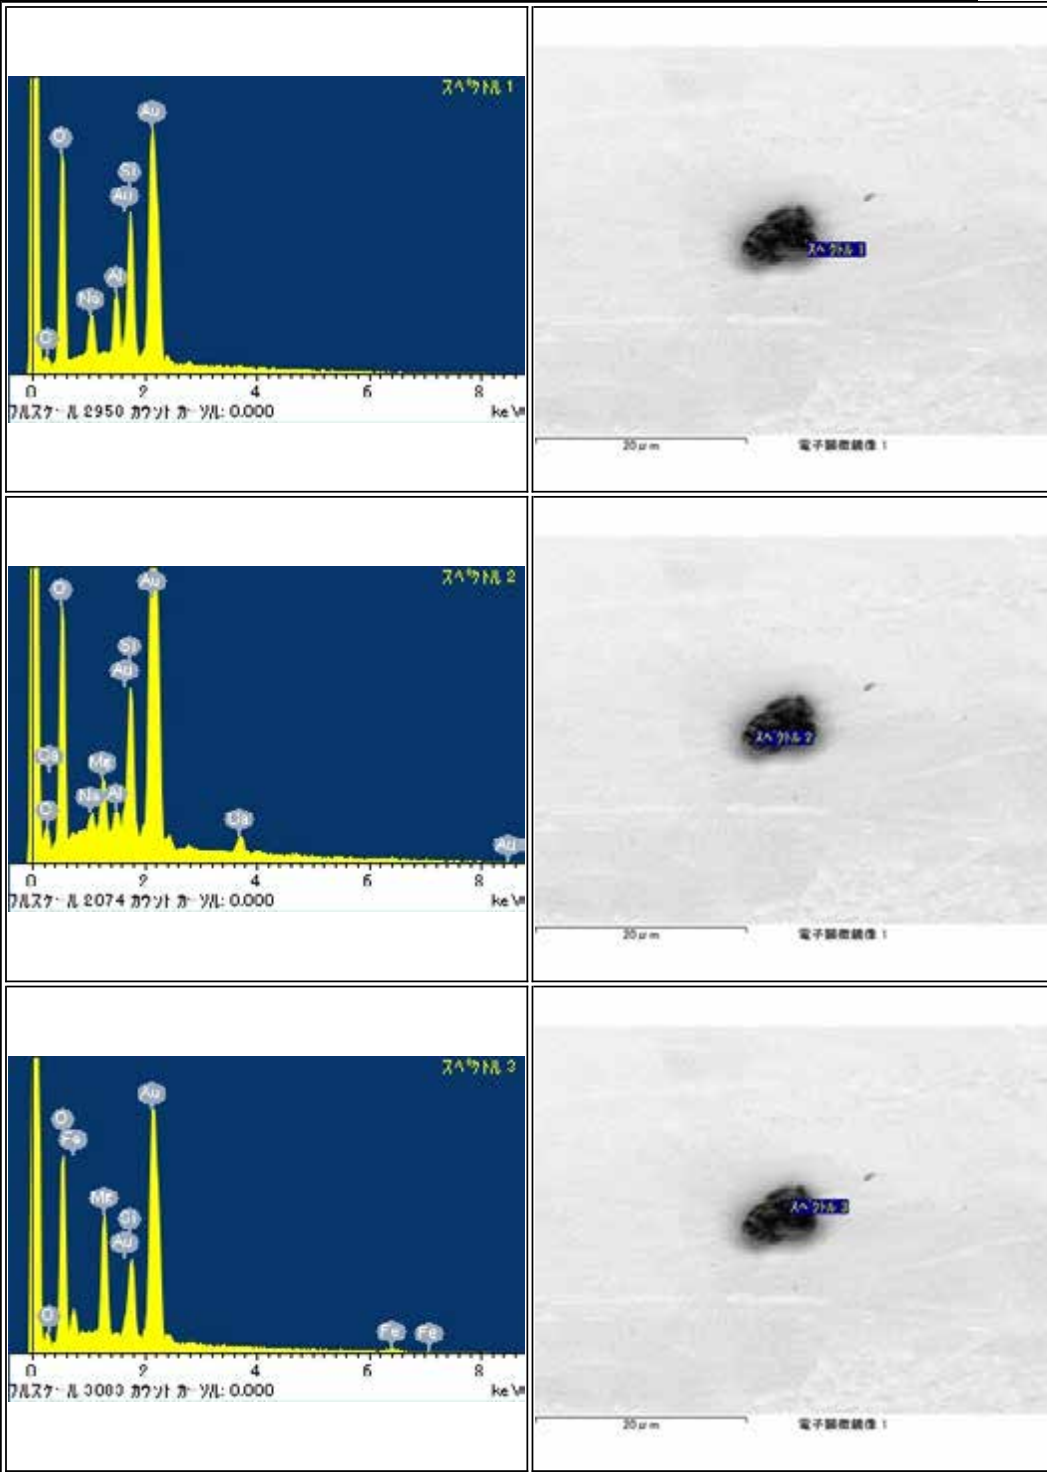 スペクトル 1
Au
O
Si
Au
Al
Na
C
0 2 4 6 8
フルスケール 2950 カウント カーソル: 0.000 keV
スペクトル 1
20μm 電子顕微鏡像 1
スペクトル 2
Au
O
Si
Au
Ca
Mg
Na Al
C
Ca
Au
0 2 4 6 8
フルスケール 2074 カウント カーソル: 0.000 keV
スペクトル 2
20μm 電子顕微鏡像 1
スペクトル 3
Au
O
Fe
Mg
Si
Au
C
Fe Fe
0 2 4 6 8
フルスケール 3083 カウント カーソル: 0.000 keV
スペクトル 3
20μm 電子顕微鏡像 1